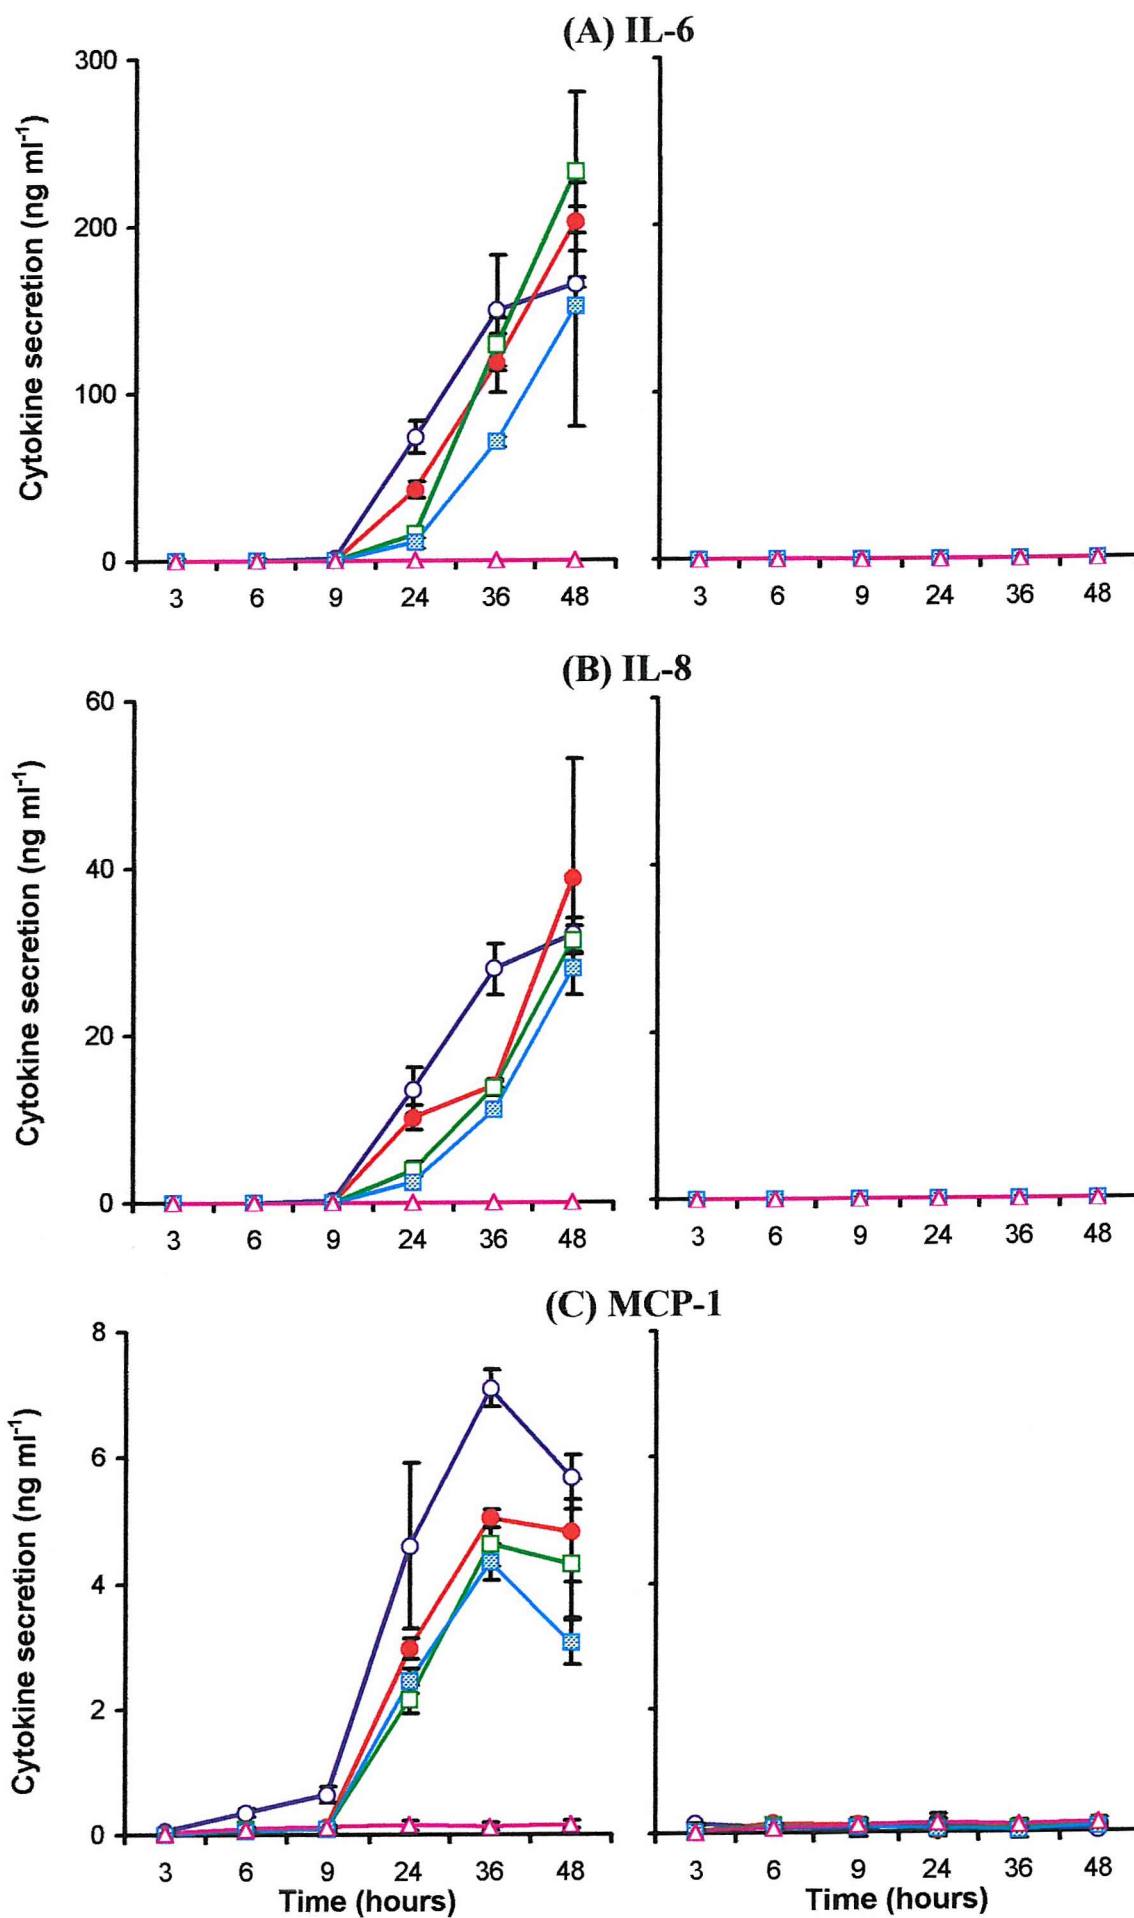 (A) IL-6
Cytokine secretion (ng ml⁻¹)
300
200
100
0
3 6 9 24 36 48
3 6 9 24 36 48
(B) IL-8
Cytokine secretion (ng ml⁻¹)
60
40
20
0
3 6 9 24 36 48
3 6 9 24 36 48
(C) MCP-1
Cytokine secretion (ng ml⁻¹)
8
6
4
2
0
3 6 9 24 36 48
3 6 9 24 36 48
Time (hours)
Time (hours)